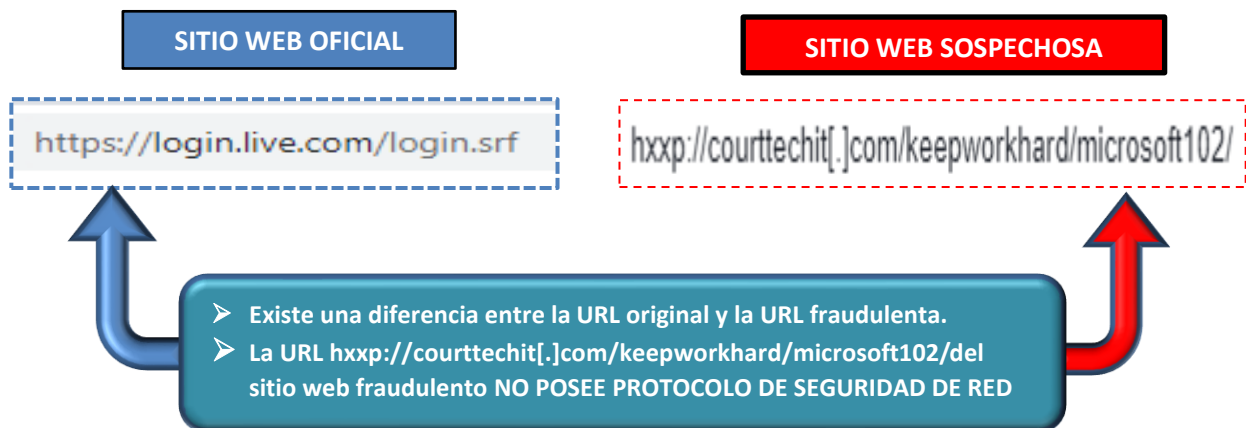 SITIO WEB OFICIAL
SITIO WEB SOSPECHOSA
https://login.live.com/login.srf
hxxp://courttechit[.]com/keepworkhard/microsoft102/
➢ Existe una diferencia entre la URL original y la URL fraudulenta.
➢ La URL hxxp://courttechit[.]com/keepworkhard/microsoft102/del
sitio web fraudulento NO POSEE PROTOCOLO DE SEGURIDAD DE RED